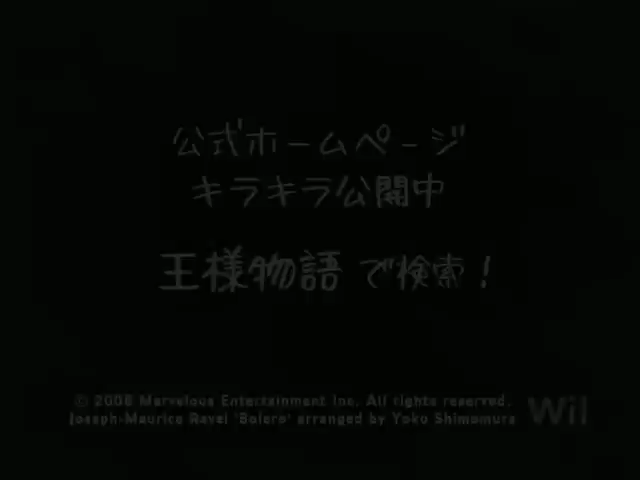 公式ホームページ
キラキラ公開中
王様物語で検索！
© 2008 Marvelous Entertainment Inc. All rights reserved.
Joseph-Maurice Ravel 'Bolero' arranged by Yoko Shimomura
Wii